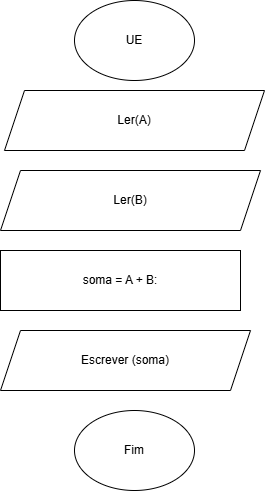 UE
Ler(A)
Ler(B)
soma = A + B:
Escrever (soma)
Fim